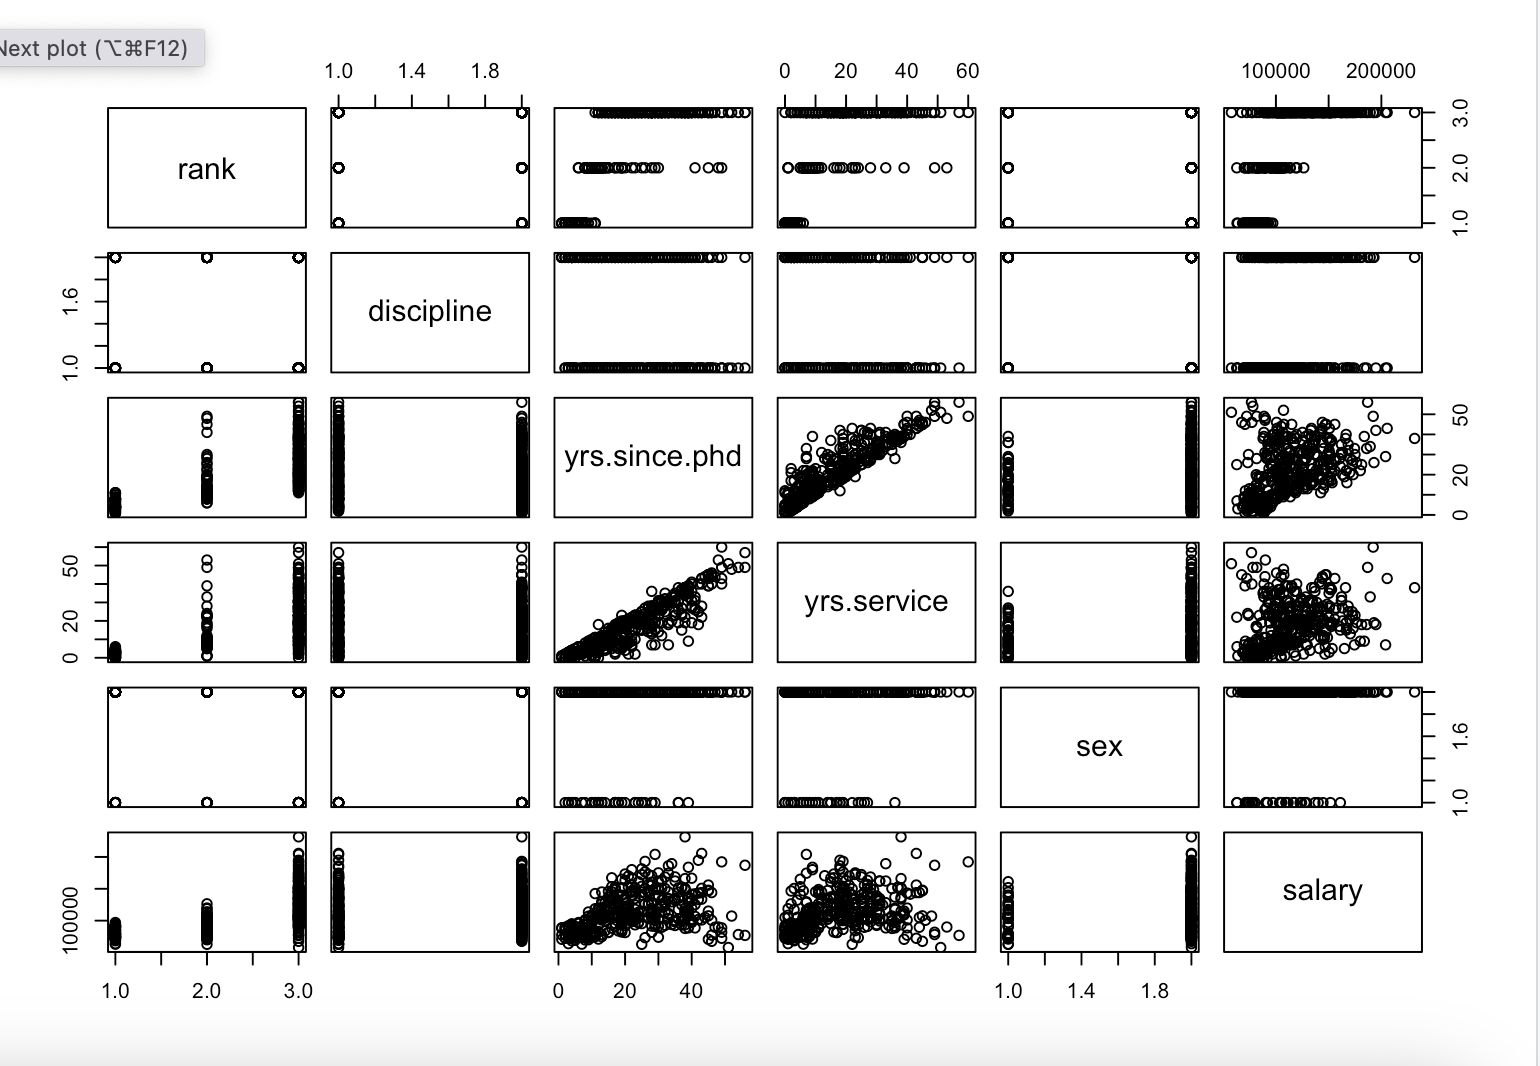 Next plot (⌥⌘F12)
1.0 1.4 1.8 0 20 40 60 100000 200000
rank 1.0 2.0 3.0
1.0 1.6 discipline
yrs.since.phd 0 20 50
0 20 50 yrs.service
sex 1.0 1.6
100000 salary
1.0 2.0 3.0 0 20 40 1.0 1.4 1.8